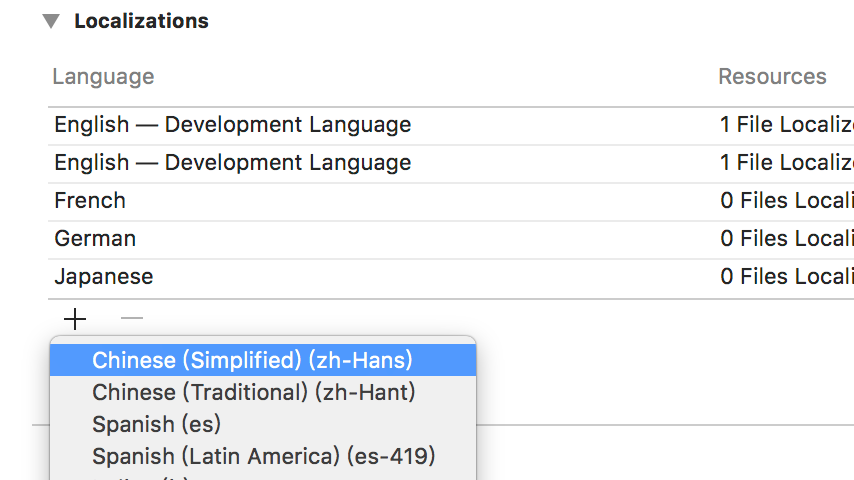 Localizations
Language Resources
English — Development Language 1 File Localiz
English — Development Language 1 File Localiz
French 0 Files Locali
German 0 Files Locali
Japanese 0 Files Locali
Chinese (Simplified) (zh-Hans)
Chinese (Traditional) (zh-Hant)
Spanish (es)
Spanish (Latin America) (es-419)